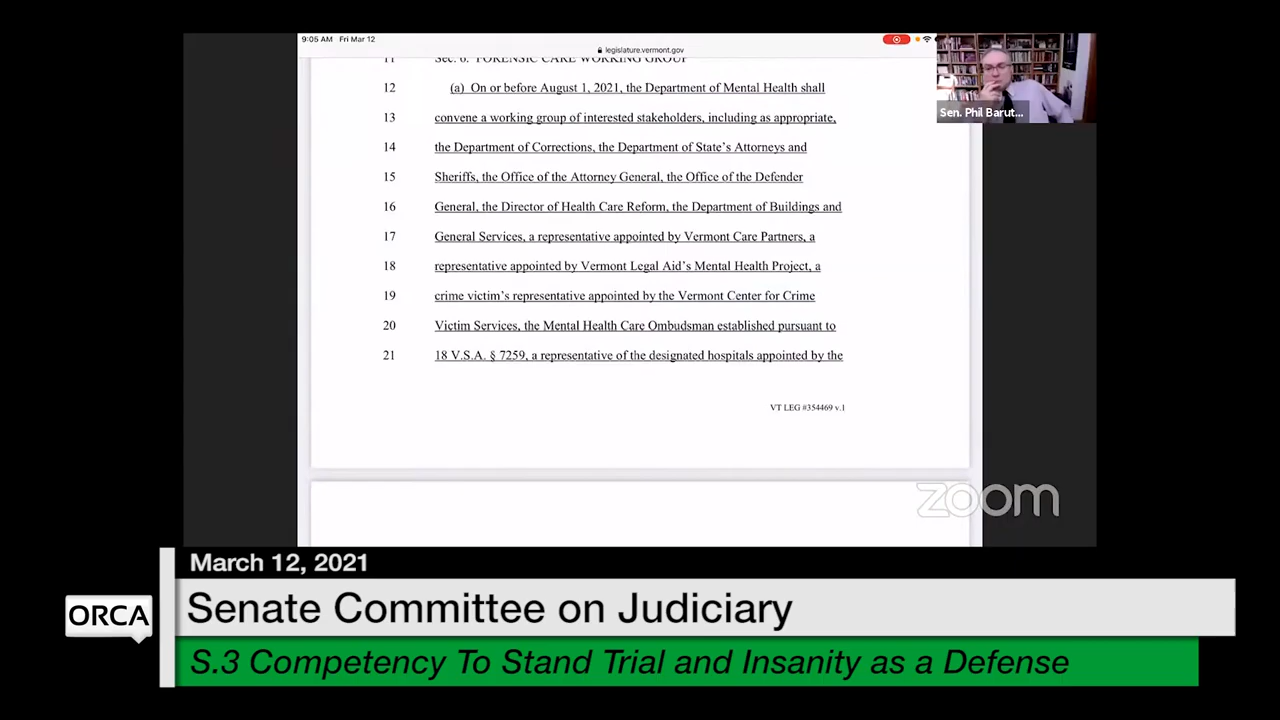 9:05 AM Fri Mar 12
legislature.vermont.gov
11 Sec. 6. FORENSIC CARE WORKING GROUP
12 (a) On or before August 1, 2021, the Department of Mental Health shall
13 convene a working group of interested stakeholders, including as appropriate,
14 the Department of Corrections, the Department of State's Attorneys and
15 Sheriffs, the Office of the Attorney General, the Office of the Defender
16 General, the Director of Health Care Reform, the Department of Buildings and
17 General Services, a representative appointed by Vermont Care Partners, a
18 representative appointed by Vermont Legal Aid's Mental Health Project, a
19 crime victim's representative appointed by the Vermont Center for Crime
20 Victim Services, the Mental Health Care Ombudsman established pursuant to
21 18 V.S.A. § 7259, a representative of the designated hospitals appointed by the
VT LEG #354469 v.1
Sen. Phil Barut...
zoom
March 12, 2021
ORCA
Senate Committee on Judiciary
S.3 Competency To Stand Trial and Insanity as a Defense